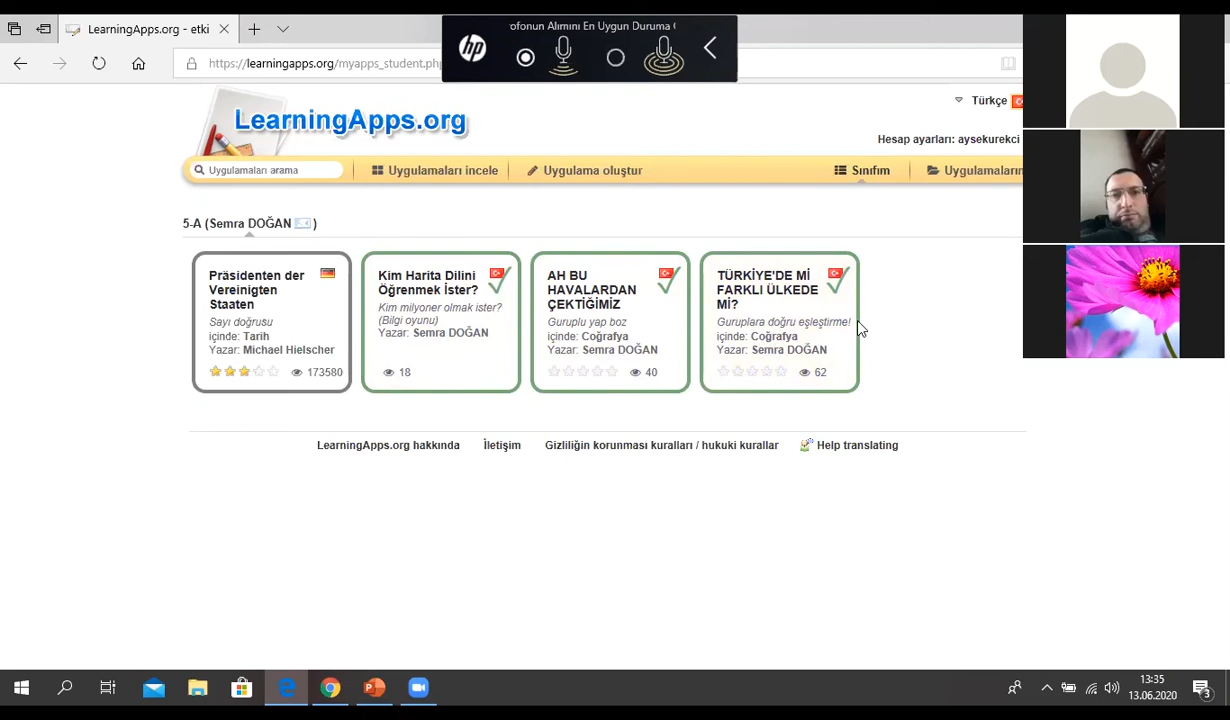 LearningApps.org - etki
ofonun Alımını En Uygun Duruma
hp
https://learningapps.org/myapps_student.php
LearningApps.org
Türkçe
Hesap ayarları: aysekurekci
Uygulamaları arama
Uygulamaları incele
Uygulama oluştur
Sınıfım
Uygulamaların
5-A (Semra DOĞAN )
Präsidenten der
Vereinigten
Staaten
Sayı doğrusu
içinde: Tarih
Yazar: Michael Hielscher
173580
Kim Harita Dilini
Öğrenmek İster?
Kim milyoner olmak ister?
(Bilgi oyunu)
Yazar: Semra DOĞAN
18
AH BU
HAVALARDAN
ÇEKTİĞİMİZ
Guruplu yap boz
içinde: Coğrafya
Yazar: Semra DOĞAN
40
TÜRKİYE'DE Mİ
FARKLI ÜLKEDE
Mİ?
Guruplara doğru eşleştirme!
içinde: Coğrafya
Yazar: Semra DOĞAN
62
LearningApps.org hakkında
İletişim
Gizliliğin korunması kuralları / hukuki kurallar
Help translating
13:35
13.06.2020
3